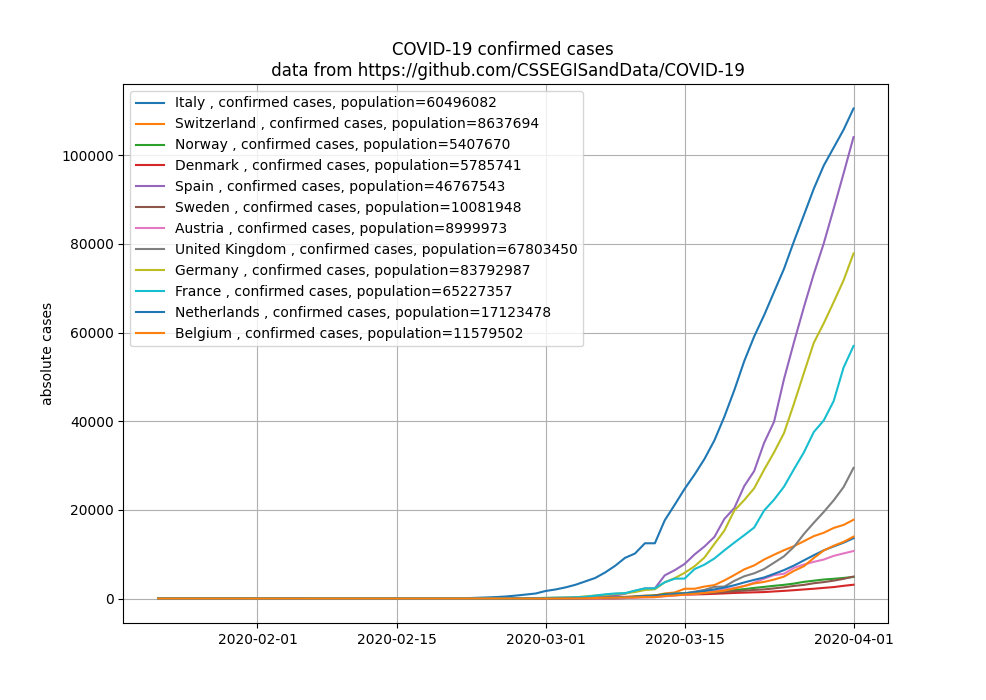 COVID-19 confirmed cases
data from https://github.com/CSSEGISandData/COVID-19
Italy , confirmed cases, population=60496082
Switzerland , confirmed cases, population=8637694
Norway , confirmed cases, population=5407670
Denmark , confirmed cases, population=5785741
Spain , confirmed cases, population=46767543
Sweden , confirmed cases, population=10081948
Austria , confirmed cases, population=8999973
United Kingdom , confirmed cases, population=67803450
Germany , confirmed cases, population=83792987
France , confirmed cases, population=65227357
Netherlands , confirmed cases, population=17123478
Belgium , confirmed cases, population=11579502
absolute cases
100000
80000
60000
40000
20000
0
2020-02-01
2020-02-15
2020-03-01
2020-03-15
2020-04-01